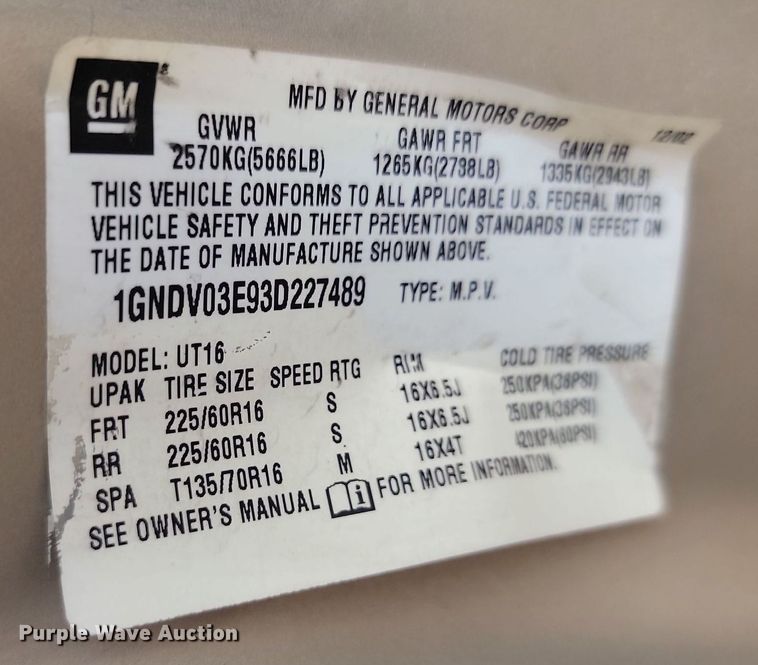 GM
MFD BY GENERAL MOTORS CORP 12/02
GVWR GAWR FRT GAWR RR
2570KG(5666LB) 1265KG(2798LB) 1335KG(2943LB)
THIS VEHICLE CONFORMS TO ALL APPLICABLE U.S. FEDERAL MOTOR
VEHICLE SAFETY AND THEFT PREVENTION STANDARDS IN EFFECT ON
THE DATE OF MANUFACTURE SHOWN ABOVE.
1GNDV03E93D227489 TYPE: M.P.V.
MODEL: UT16
UPAK TIRE SIZE SPEED RTG RIM COLD TIRE PRESSURE
FRT 225/60R16 S 16X6.5J 250KPA(36PSI)
RR 225/60R16 S 16X6.5J 250KPA(36PSI)
SPA T135/70R16 M 16X4T 420KPA(60PSI)
SEE OWNER'S MANUAL i FOR MORE INFORMATION.
Purple Wave Auction